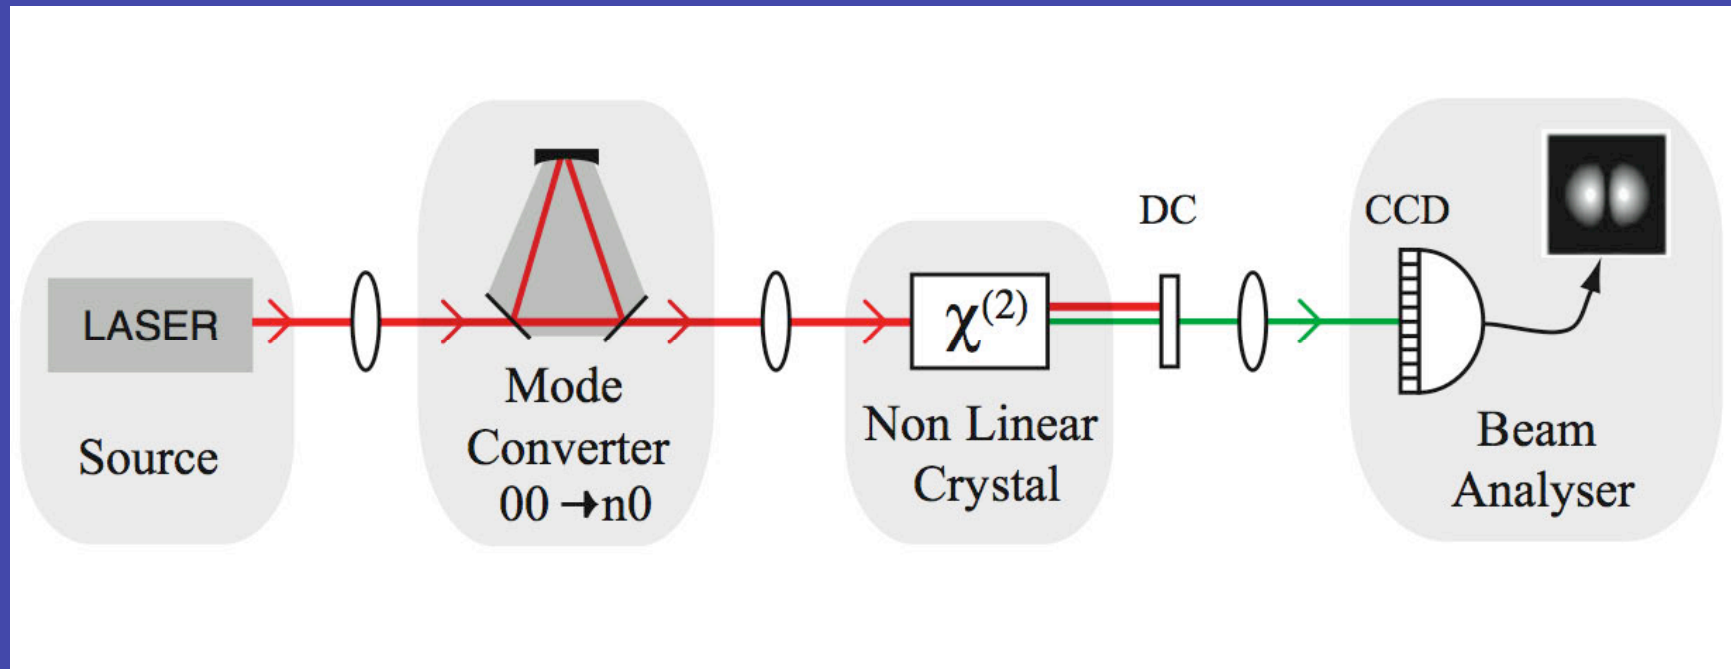 LASER
Source
Mode
Converter
00 →n0
χ(2)
Non Linear
Crystal
DC
CCD
Beam
Analyser